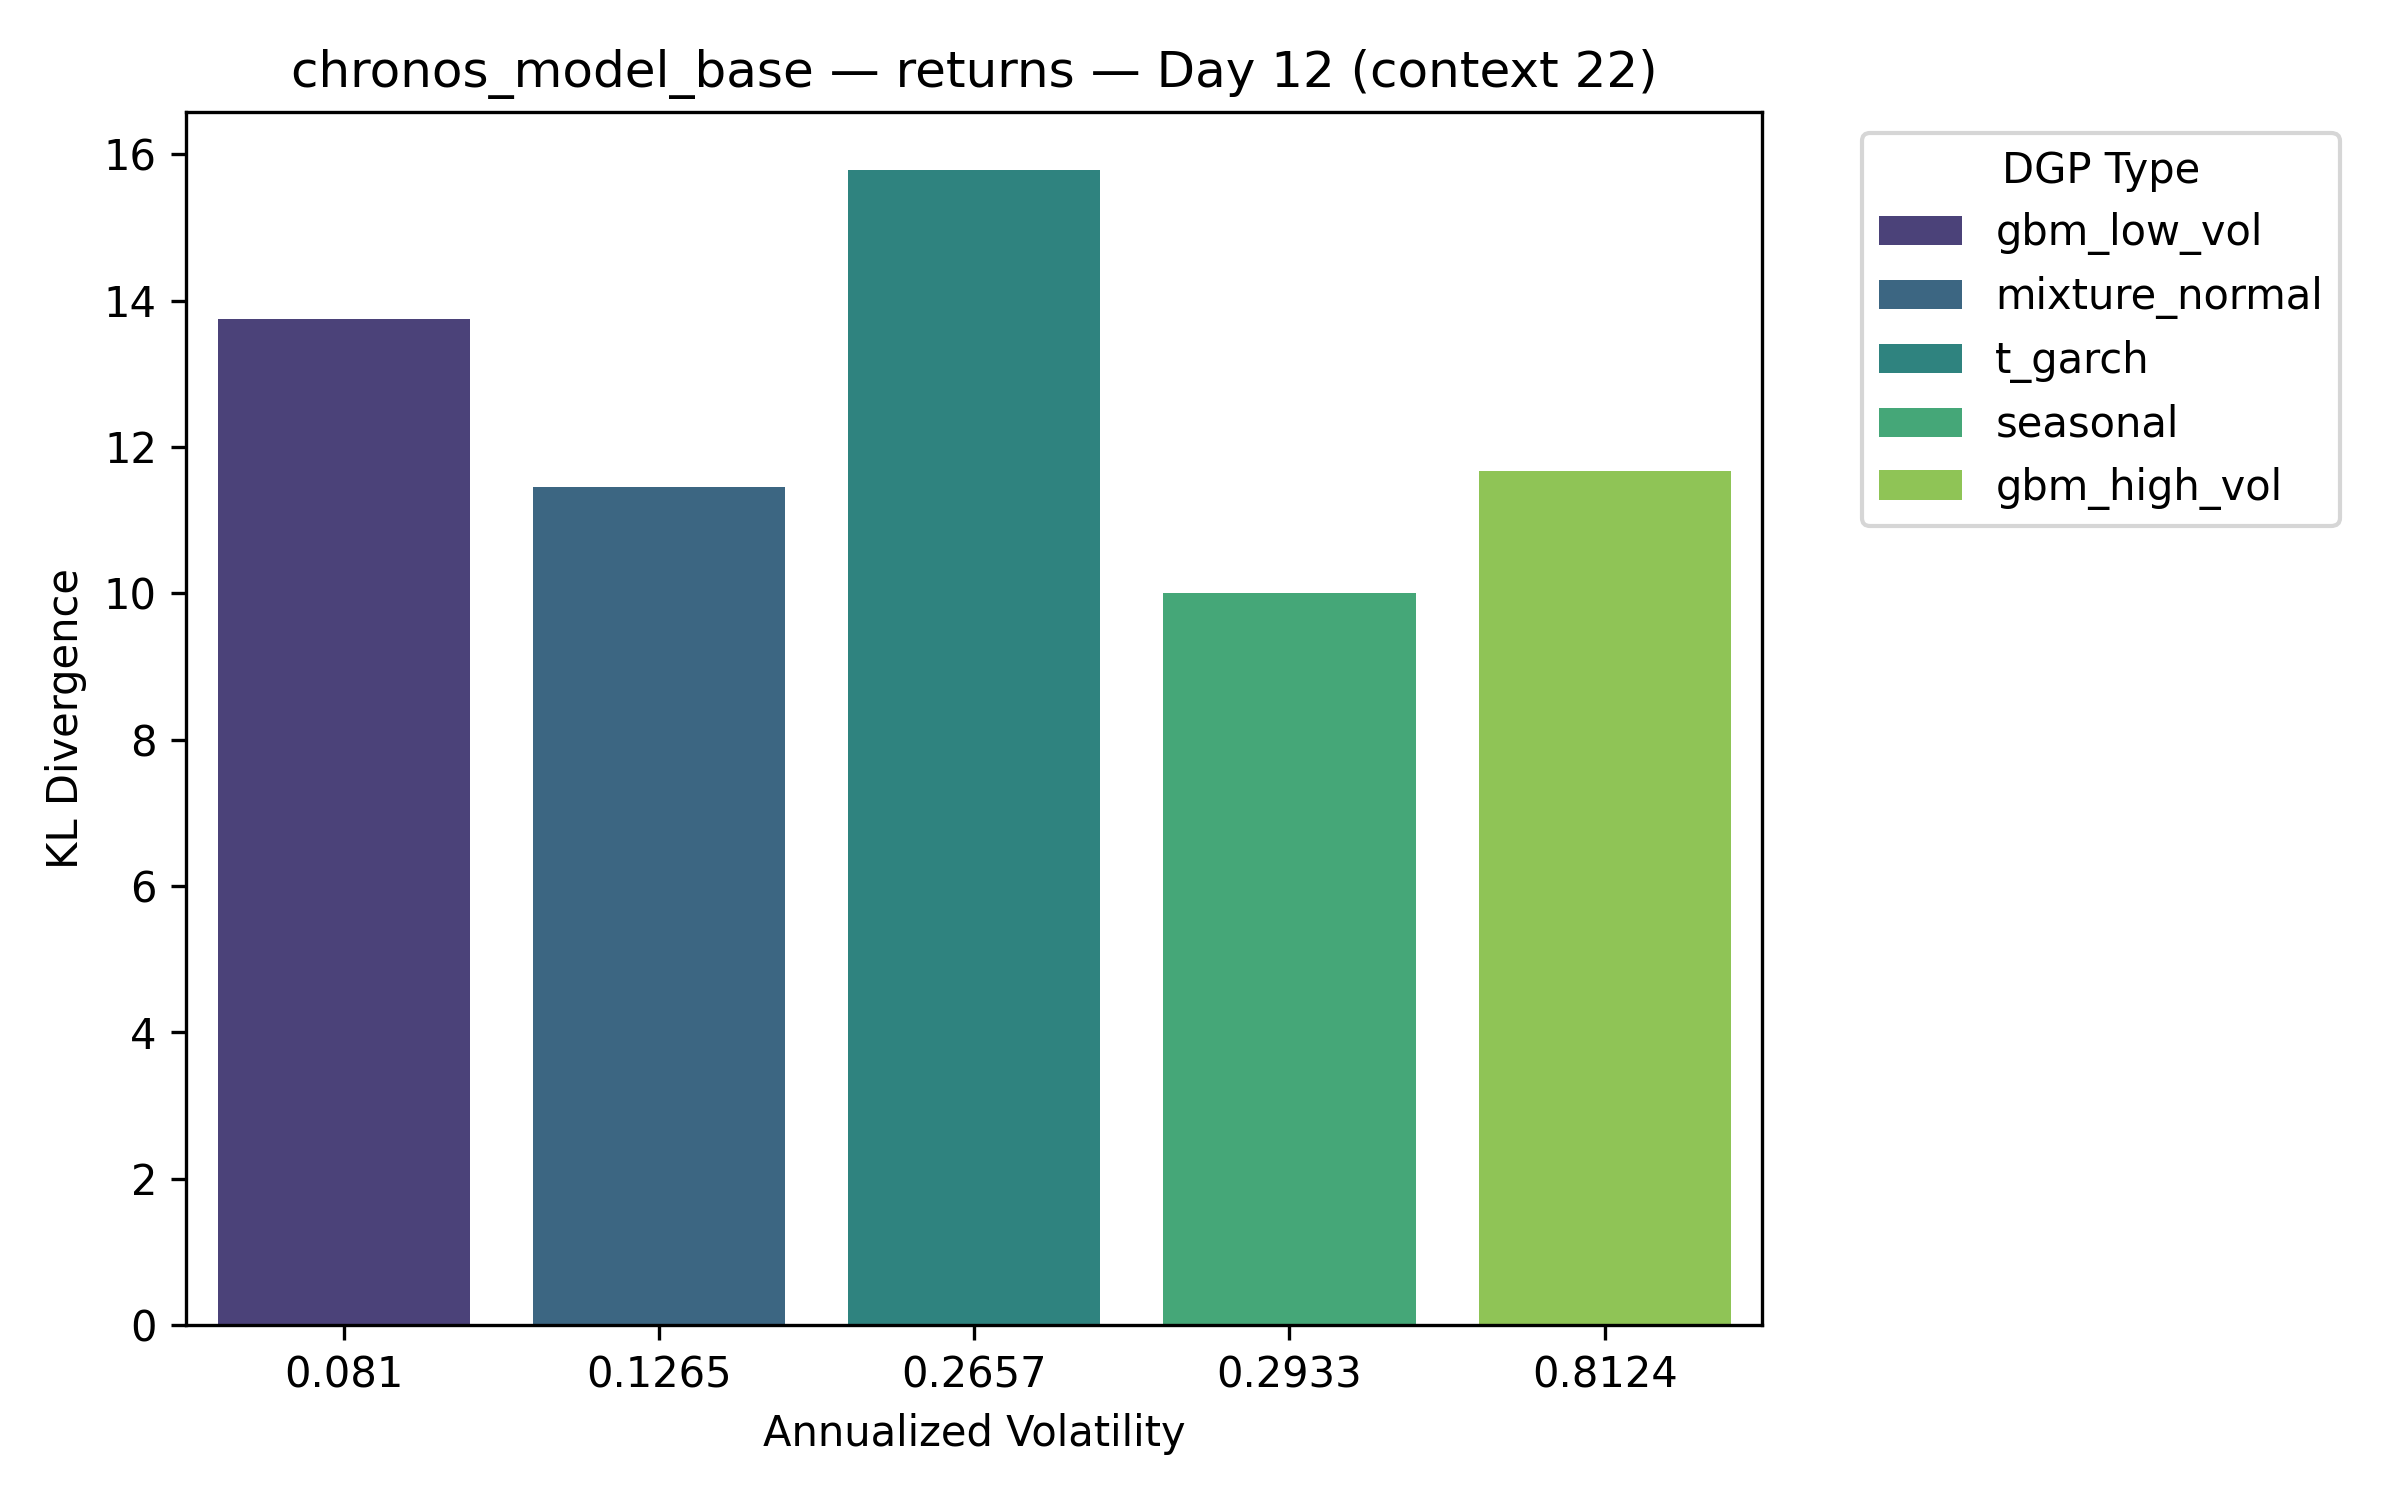 chronos_model_base — returns — Day 12 (context 22)
16
14
12
10
8
6
4
2
0
KL Divergence
0.081 0.1265 0.2657 0.2933 0.8124
Annualized Volatility
DGP Type
gbm_low_vol
mixture_normal
t_garch
seasonal
gbm_high_vol